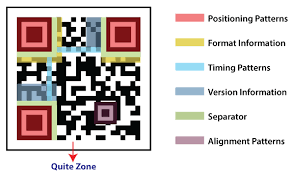 Positioning Patterns
Format Information
Timing Patterns
Version Information
Separator
Alignment Patterns
Quite Zone